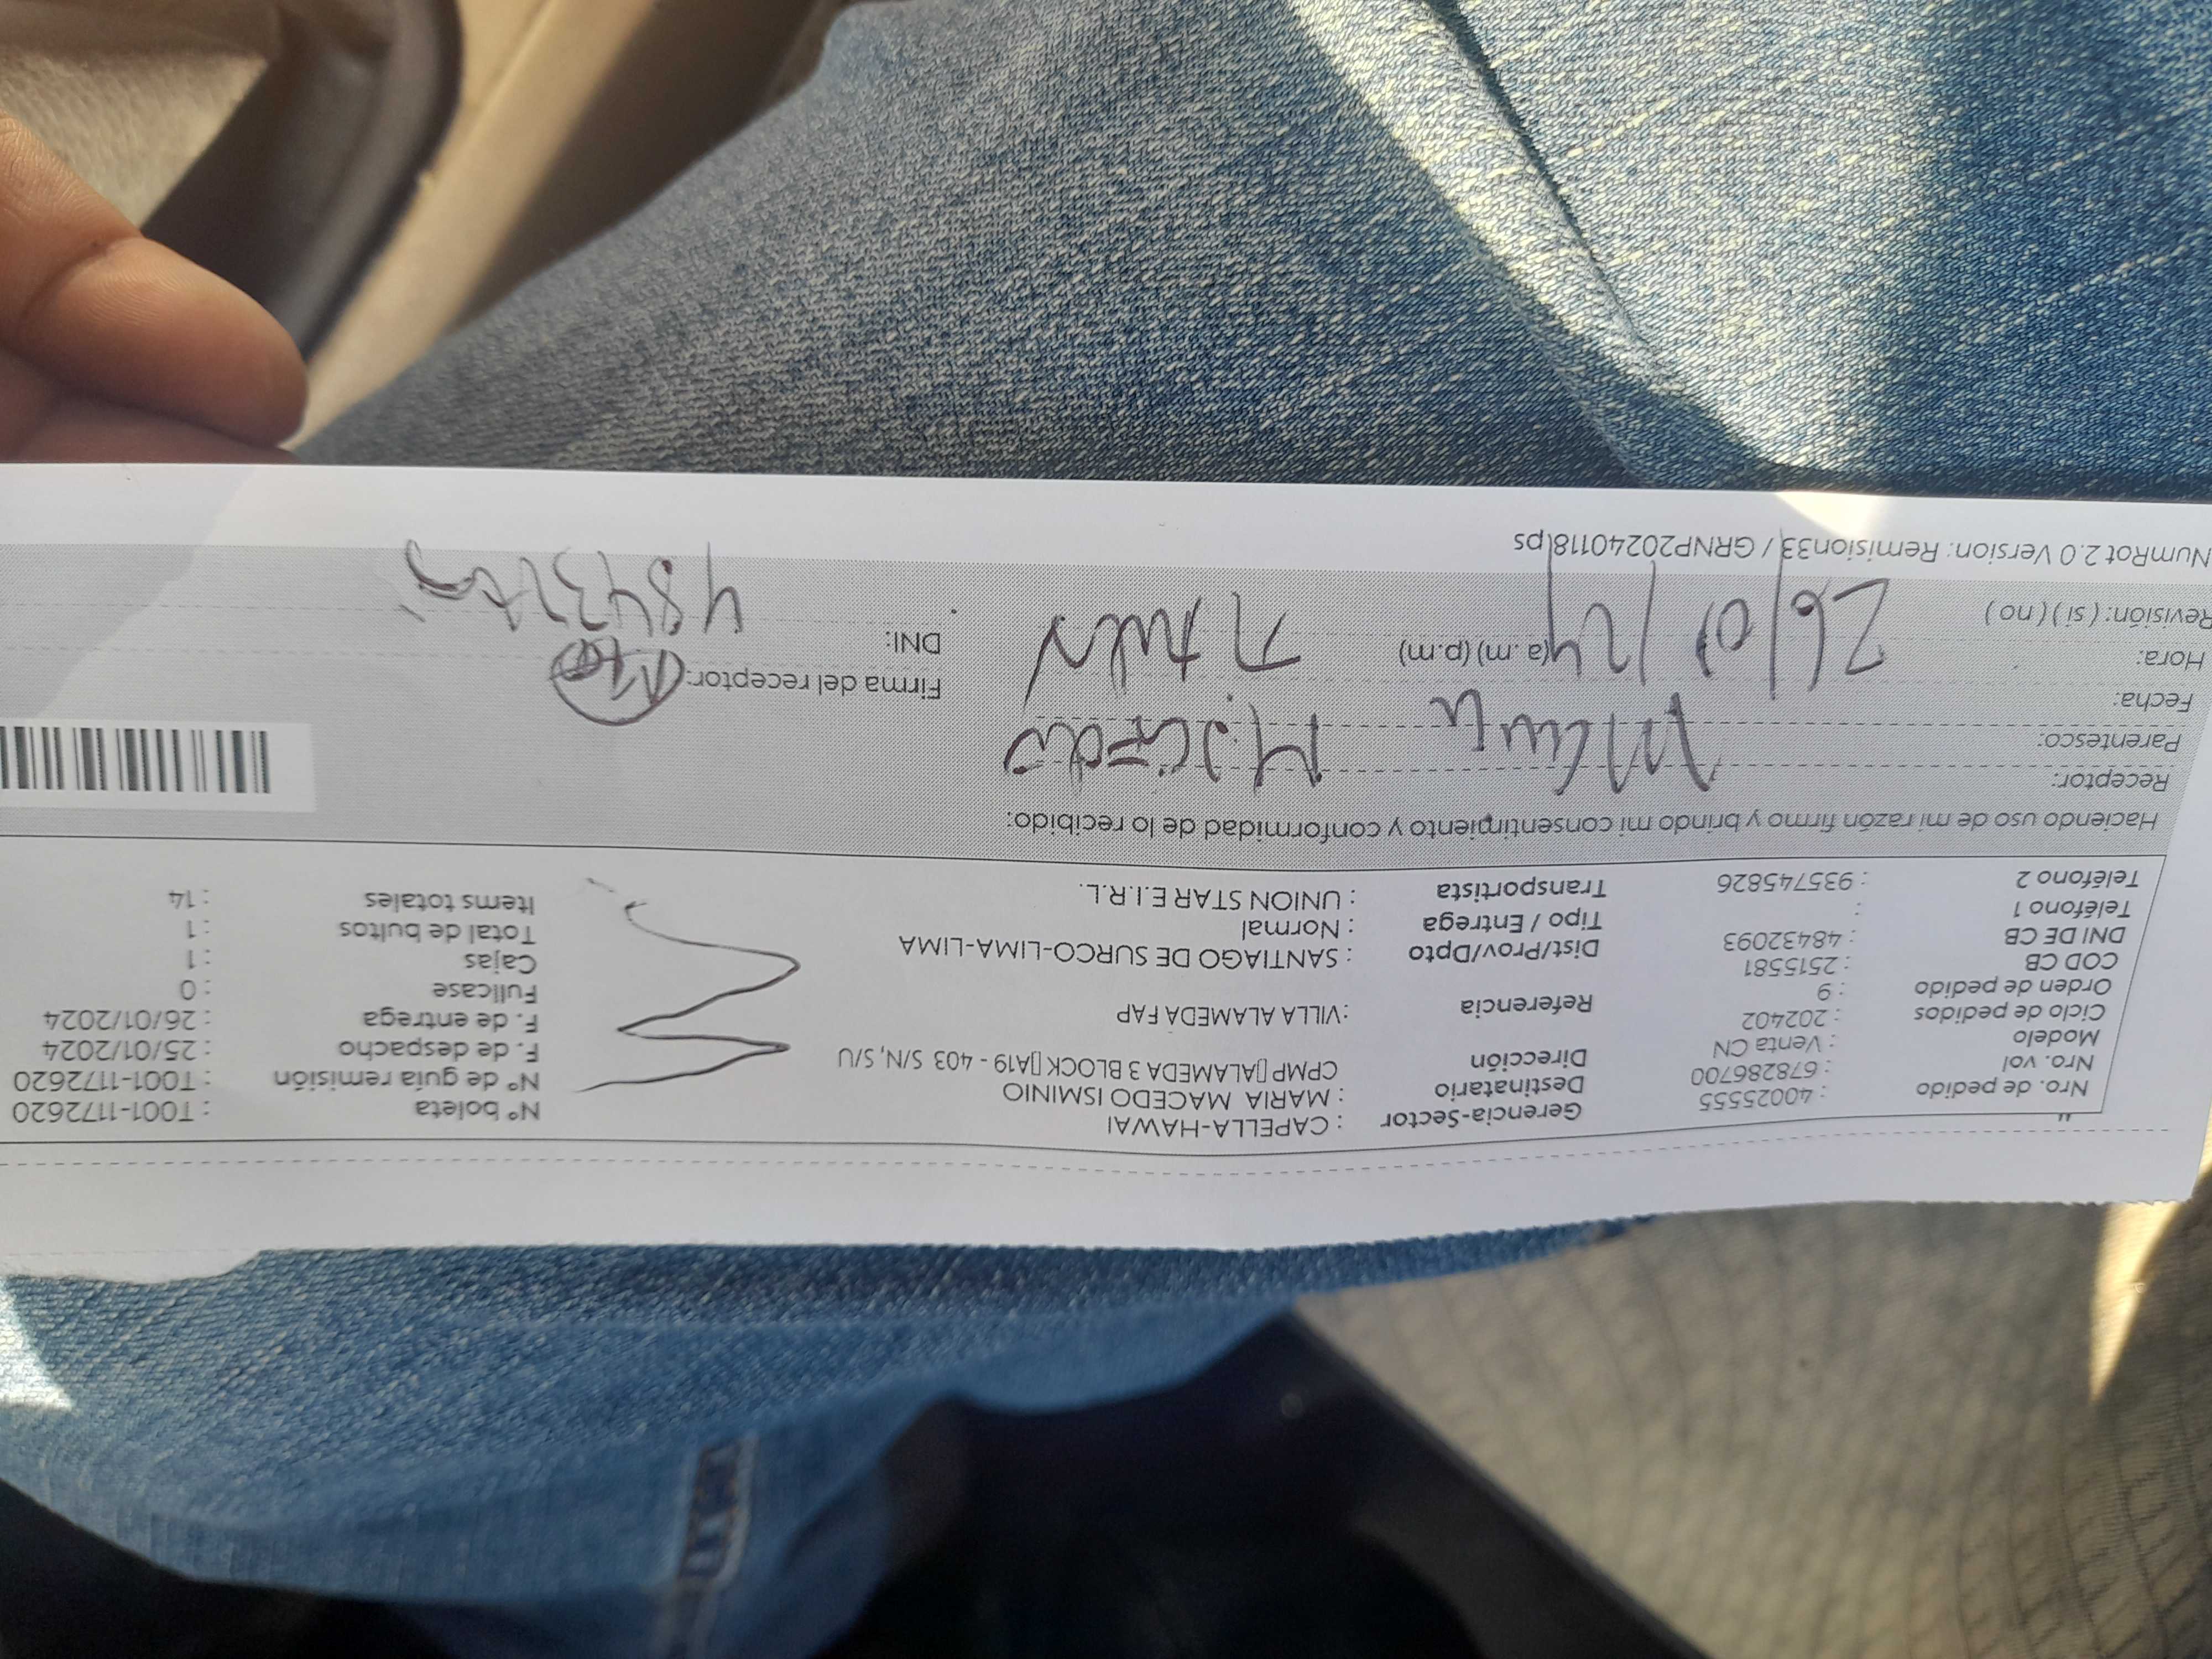 Nro. de pedido : 40025555
Nro. vol : 678286700
Modelo : Venta CN
Ciclo de pedidos : 202402
Orden de pedido : 9
COD CB : 2515581
DNI DE CB : 48432093
Teléfono 1 :
Teléfono 2 : 935745826
Gerencia-Sector : CAPELLA-HAWAI
Destinatario : MARIA MACEDO ISMINIO
Dirección CPMP []ALAMEDA 3 BLOCK []A19 - 403 S/N, S/U
Referencia : VILLA ALAMEDA FAP
Dist/Prov/Dpto : SANTIAGO DE SURCO-LIMA-LIMA
Tipo / Entrega : Normal
Transportista : UNION STAR E.I.R.L.
N° boleta : T001-1172620
N° de guia remisión : T001-1172620
F. de despacho : 25/01/2024
F. de entrega : 26/01/2024
Fullcase : 0
Cajas : 1
Total de bultos : 1
Items totales : 14
Haciendo uso de mi razón firmo y brindo mi consentimiento y conformidad de lo recibido:
Receptor:
Parentesco:
Fecha:
Hora: 26/01/24 (a.m) (p.m)
Revisión: ( si ) ( no )
Firma del receptor:
DNI:
NumRot 2.0 Version: Remision33 / GRNP20240118 ps